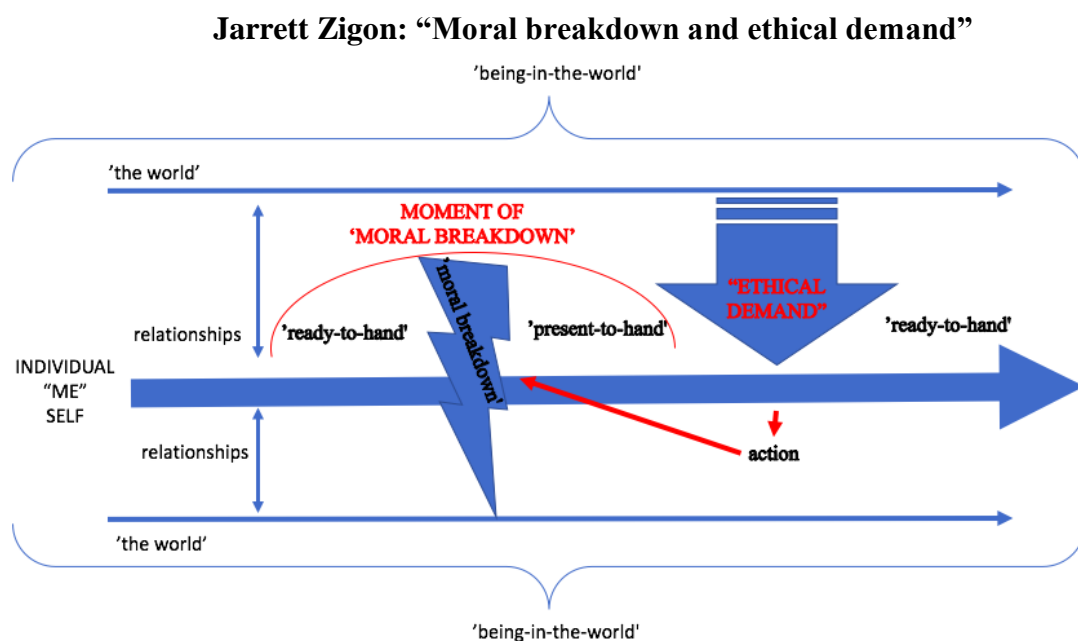 Jarrett Zigon: “Moral breakdown and ethical demand”
'being-in-the-world'
’the world’
MOMENT OF
‘MORAL BREAKDOWN’
’moral breakdown'
“ETHICAL
DEMAND”
relationships
'ready-to-hand'
'present-to-hand'
'ready-to-hand'
INDIVIDUAL
“ME”
SELF
relationships
action
’the world’
'being-in-the-world'